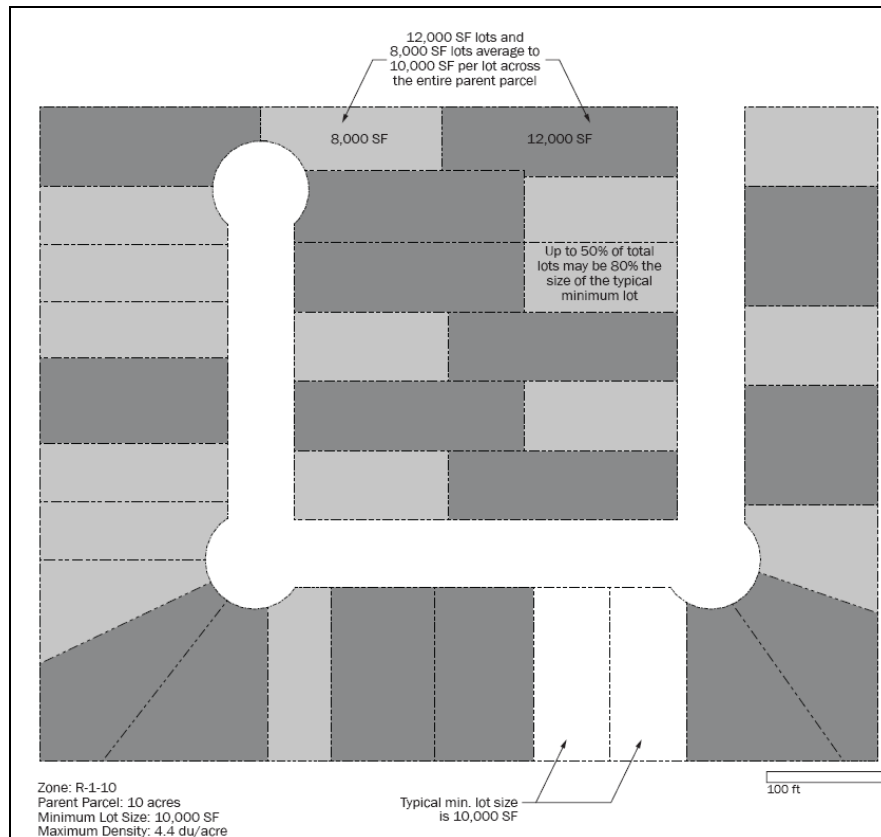 12,000 SF lots and
8,000 SF lots average to
10,000 SF per lot across
the entire parent parcel
8,000 SF
12,000 SF
Up to 50% of total
lots may be 80% the
size of the typical
minimum lot
Zone: R-1-10
Parent Parcel: 10 acres
Minimum Lot Size: 10,000 SF
Maximum Density: 4.4 du/acre
Typical min. lot size
is 10,000 SF
100 ft